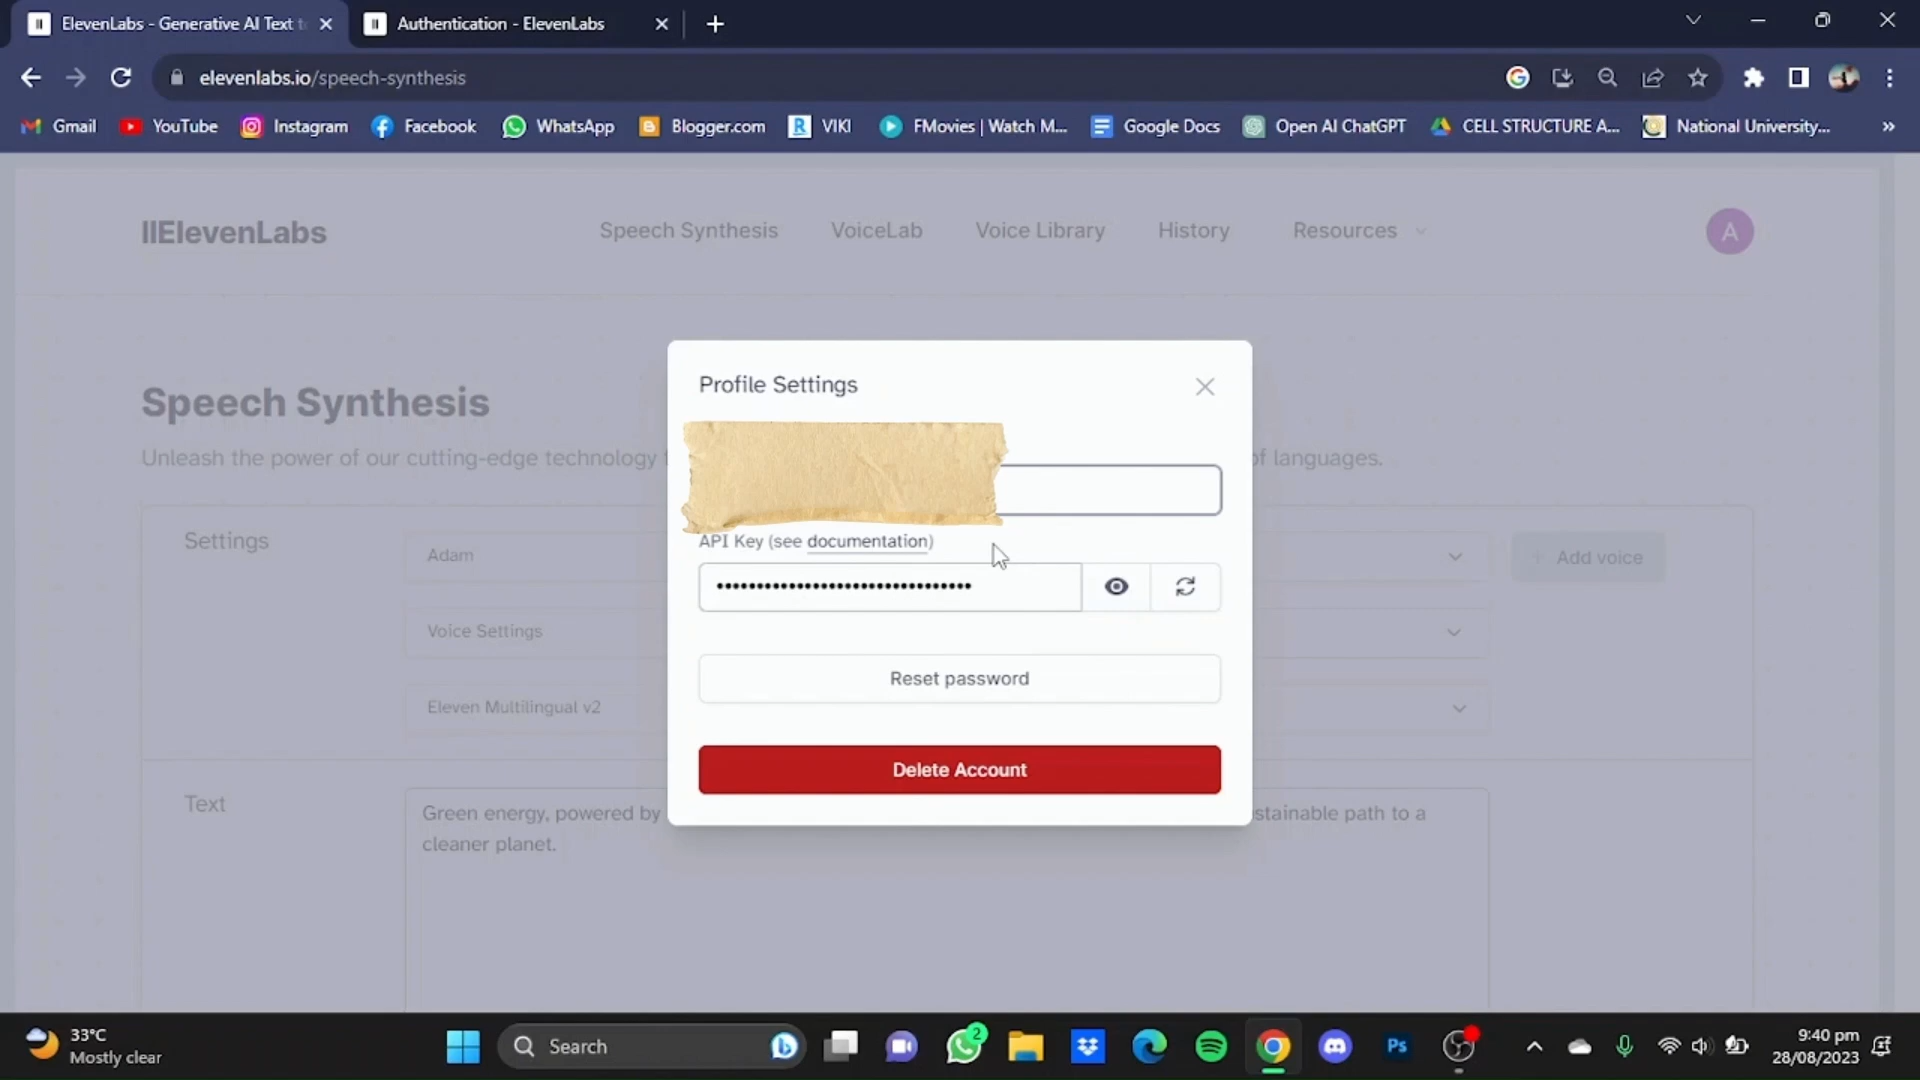 ElevenLabs - Generative AI Text t
Authentication - ElevenLabs
elevenlabs.io/speech-synthesis
Gmail
YouTube
Instagram
Facebook
WhatsApp
Blogger.com
VIKI
FMovies | Watch M...
Google Docs
Open AI ChatGPT
CELL STRUCTURE A...
National University...
»
IIElevenLabs
Speech Synthesis
VoiceLab
Voice Library
History
Resources
A
Profile Settings
Speech Synthesis
Unleash the power of our cutting-edge technology
of languages.
API Key (see documentation)
Settings
Adam
+ Add voice
Voice Settings
Reset password
Eleven Multilingual v2
Delete Account
Text
Green energy, powered by
stainable path to a
cleaner planet.
33°C
Mostly clear
Search
2
Ps
9:40 pm
28/08/2023